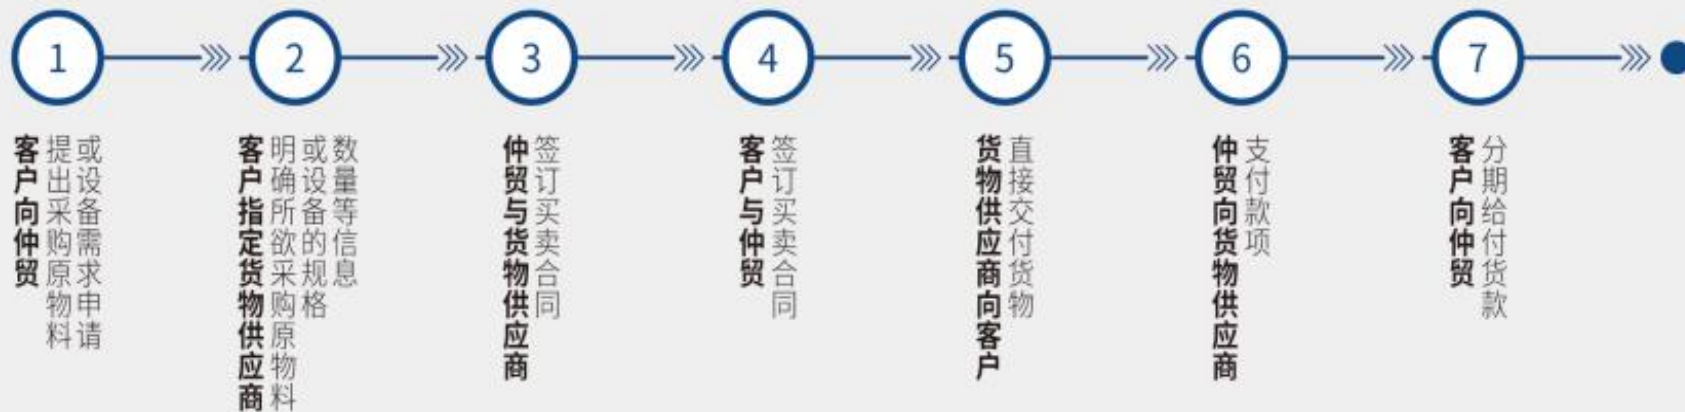 1
客户向仲贸
提出采购原物料
或设备需求申请
2
客户指定货物供应商
明确所欲采购原物料
或设备的规格
数量等信息
3
仲贸与货物供应商
签订买卖合同
4
客户与仲贸
签订买卖合同
5
货物供应商向客户
直接交付货物
6
仲贸向货物供应商
支付款项
7
客户向仲贸
分期给付货款